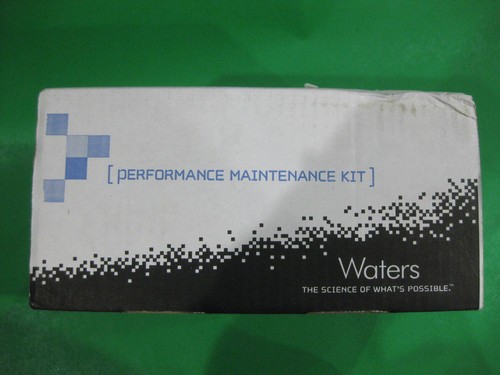 [PERFORMANCE MAINTENANCE KIT]
Waters
THE SCIENCE OF WHAT'S POSSIBLE.™